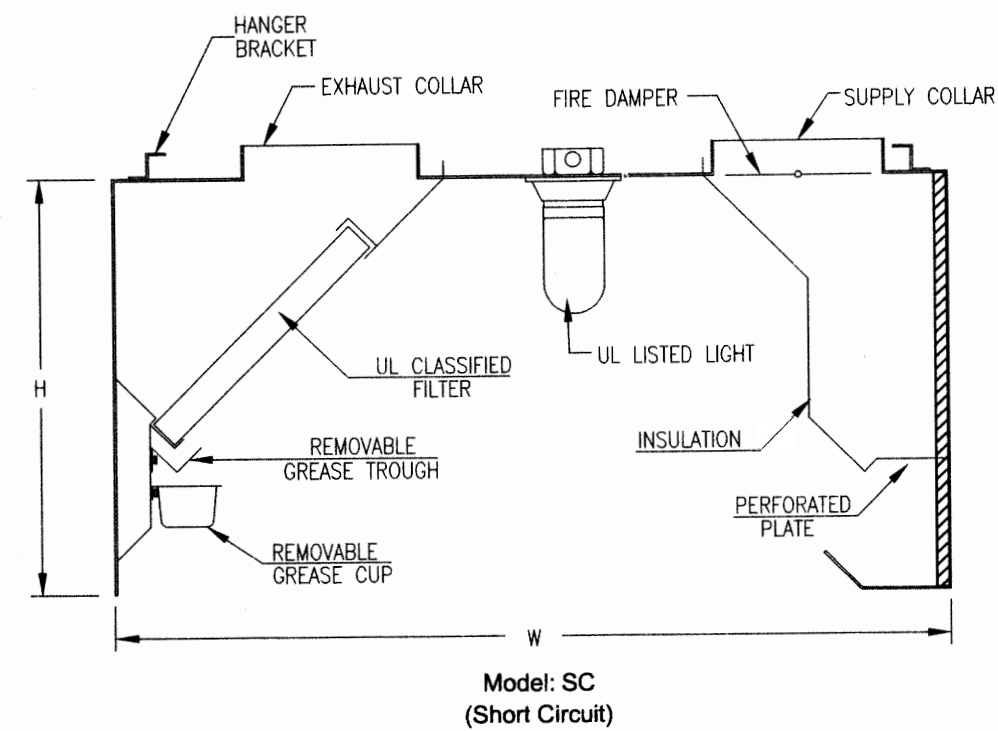 HANGER
BRACKET
EXHAUST COLLAR
FIRE DAMPER
SUPPLY COLLAR
H
UL CLASSIFIED
FILTER
UL LISTED LIGHT
REMOVABLE
GREASE TROUGH
INSULATION
PERFORATED
PLATE
REMOVABLE
GREASE CUP
W
Model: SC
(Short Circuit)